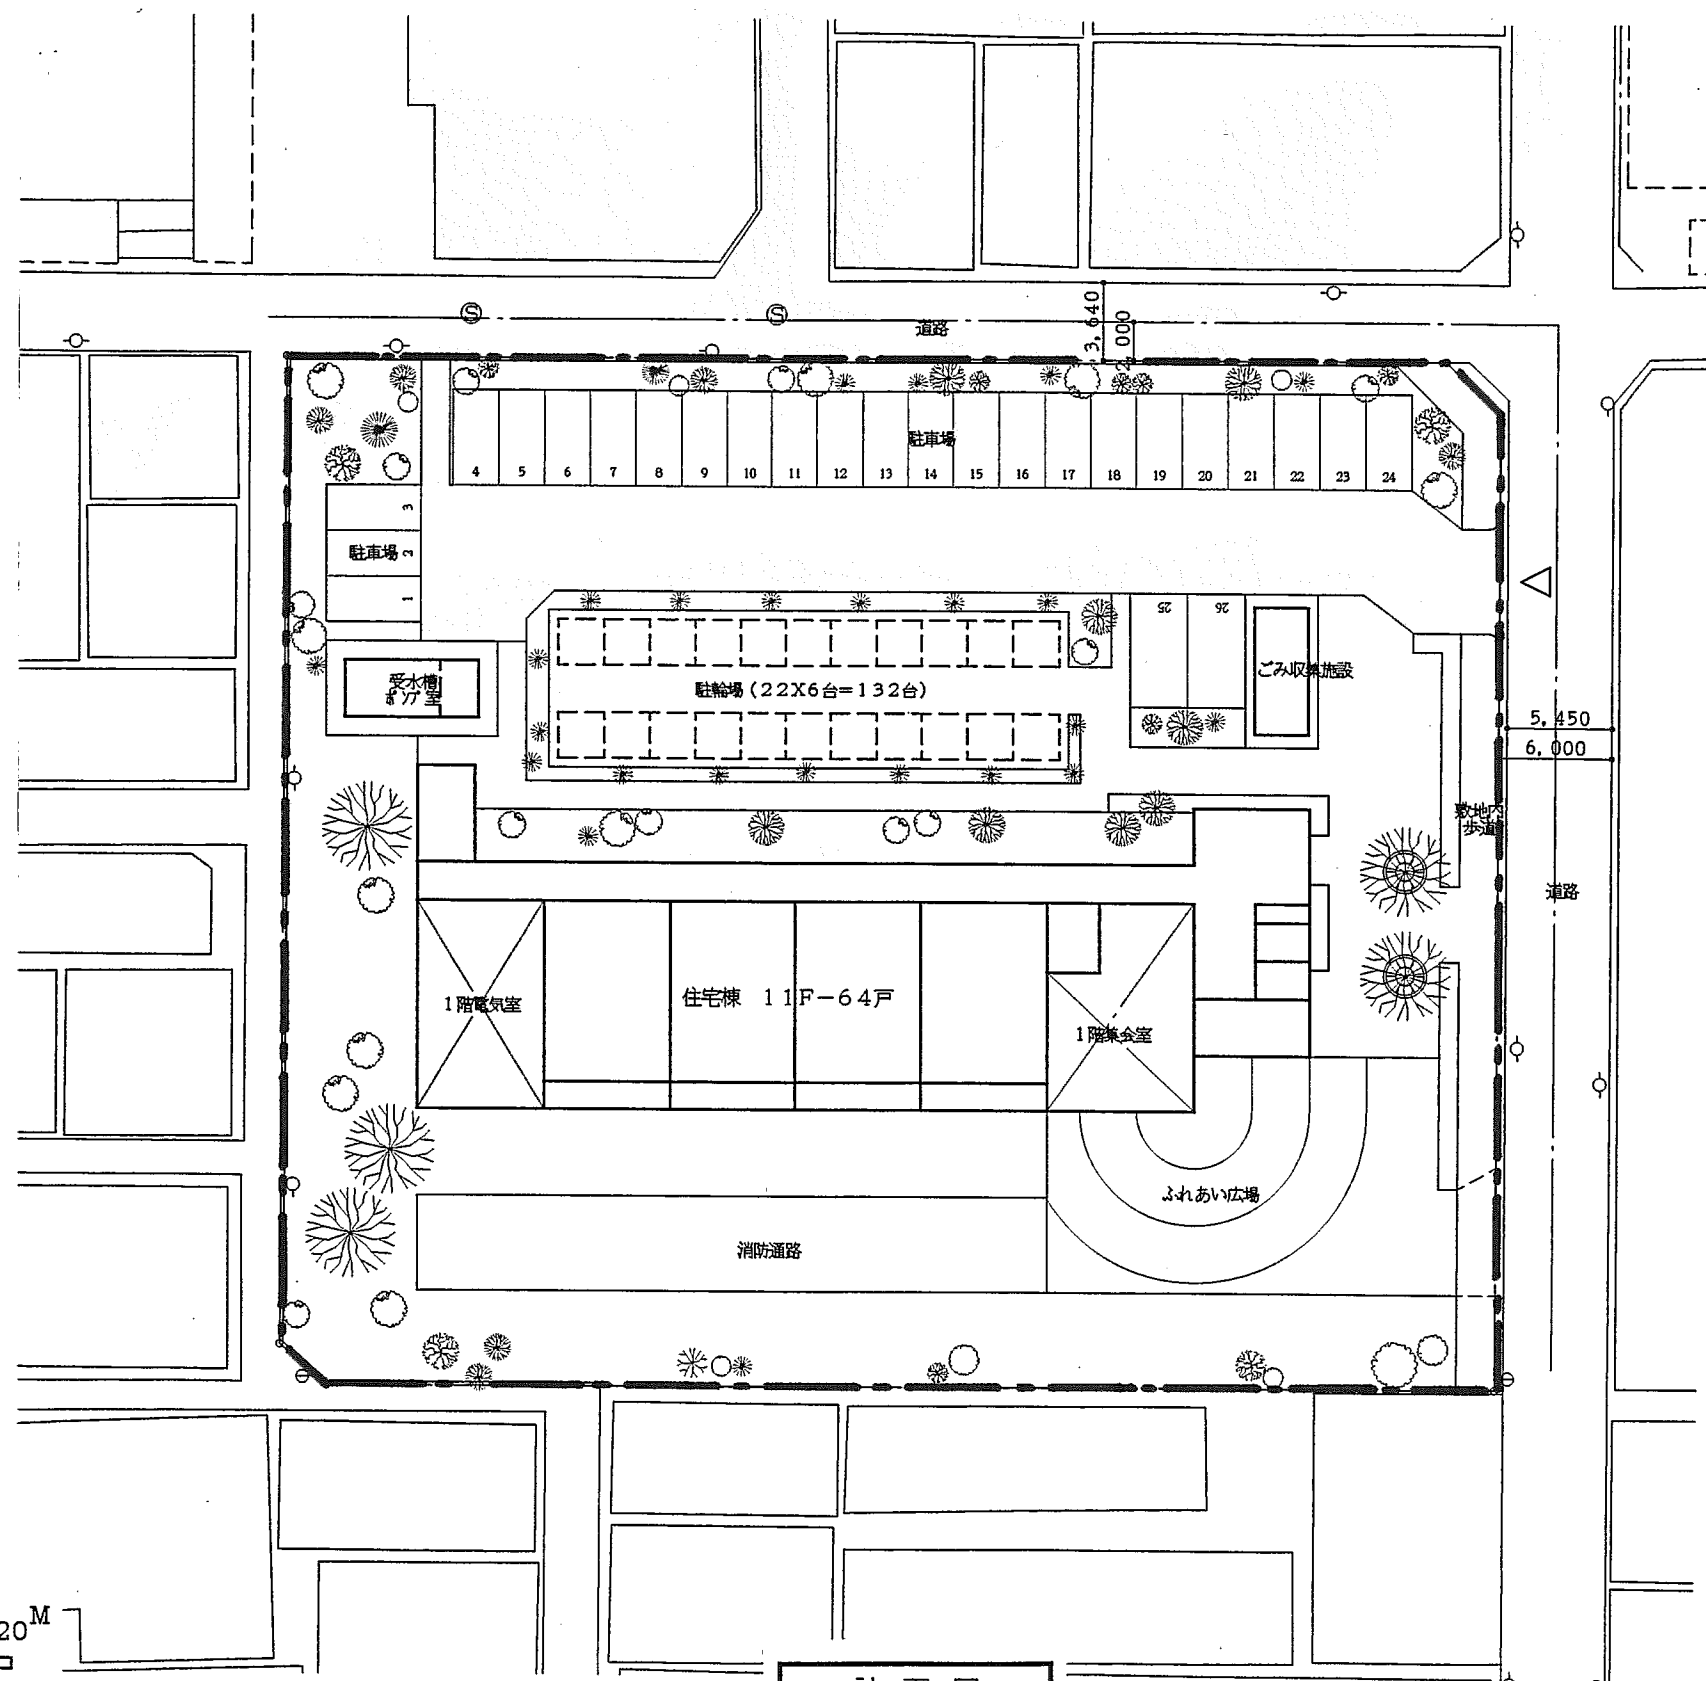 Ⓢ
Ⓢ
道路
3,640
000
駐車場
4 5 6 7 8 9 10 11 12 13 14 15 16 17 18 19 20 21 22 23 24
3
駐車場 2
1
25 26
受水槽
ポンプ室
駐輪場(22X6台=132台)
ごみ収集施設
5,450
6,000
敷地内
歩道
道路
1階電気室
住宅棟 11F-64戸
1階集会室
ふれあい広場
消防通路
20M